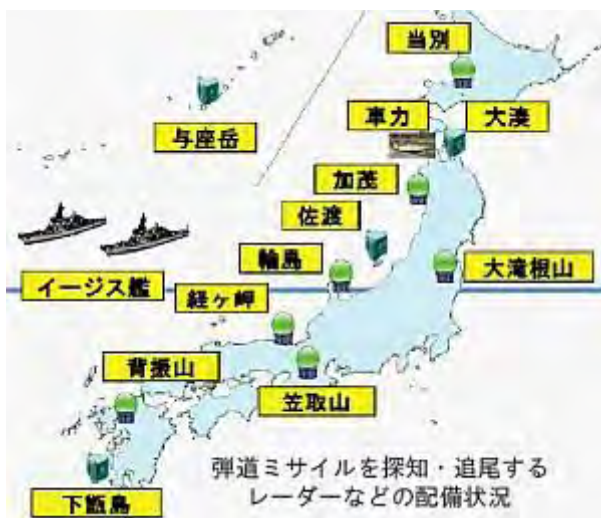 当別
車力
大湊
与座岳
加茂
佐渡
輪島
大滝根山
イージス艦
経ヶ岬
背振山
笠取山
下甑島
弾道ミサイルを探知・追尾する
レーダーなどの配備状況